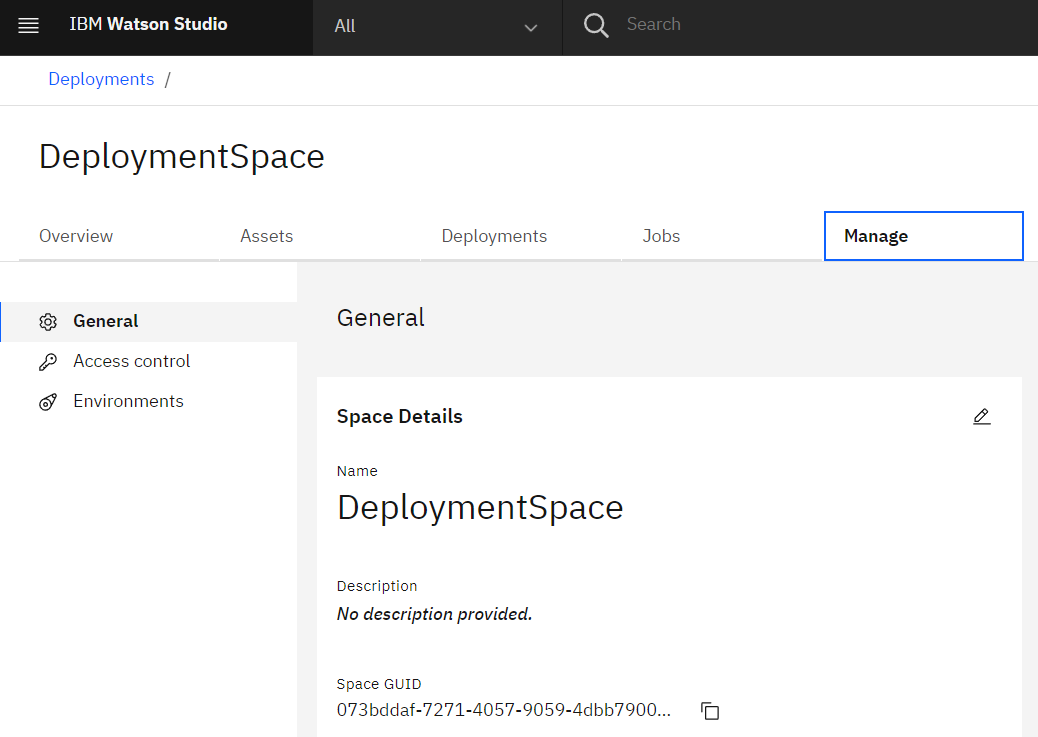 IBM Watson Studio
All
Search
Deployments /
DeploymentSpace
Overview Assets Deployments Jobs Manage
General
Access control
Environments
General
Space Details
Name
DeploymentSpace
Description
No description provided.
Space GUID
073bddaf-7271-4057-9059-4dbb7900...